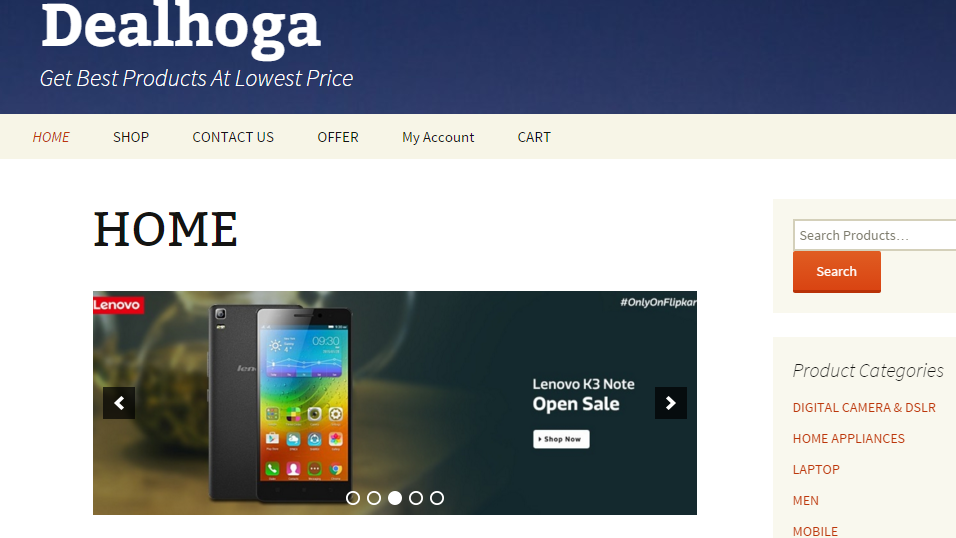 Dealhoga
Get Best Products At Lowest Price
HOME SHOP CONTACT US OFFER My Account CART
HOME
Search Products...
Search
Lenovo
#OnlyOnFlipkar
09:30
Lenovo K3 Note
Open Sale
Shop Now
Product Categories
DIGITAL CAMERA & DSLR
HOME APPLIANCES
LAPTOP
MEN
MOBILE